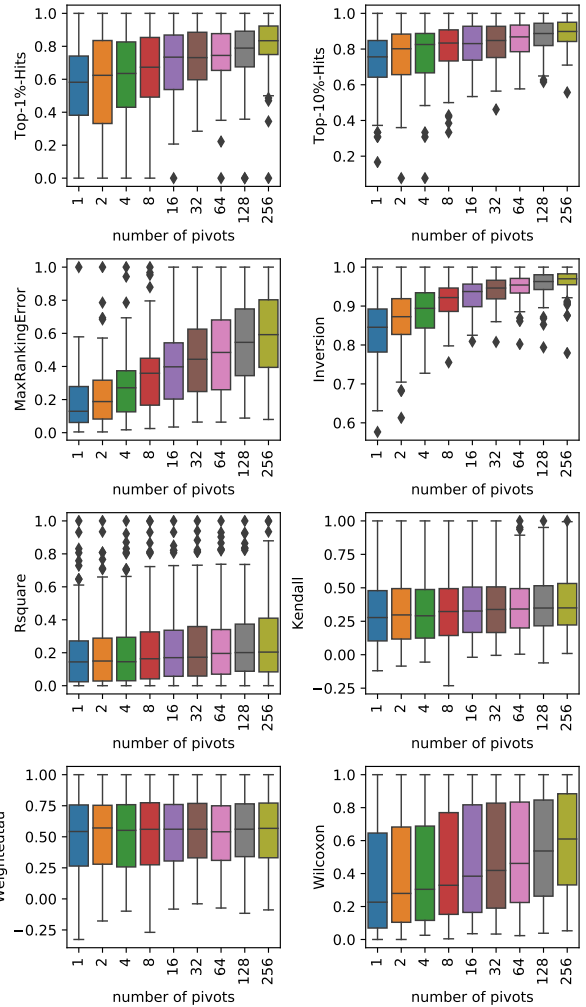 Top-1%-Hits
1.0
0.8
0.6
0.4
0.2
0.0
1 2 4 8 16 32 64 128 256
number of pivots
Top-10%-Hits
1.0
0.8
0.6
0.4
0.2
1 2 4 8 16 32 64 128 256
number of pivots
MaxRankingError
1.0
0.8
0.6
0.4
0.2
0.0
1 2 4 8 16 32 64 128 256
number of pivots
Inversion
1.0
0.9
0.8
0.7
0.6
1 2 4 8 16 32 64 128 256
number of pivots
Rsquare
1.0
0.8
0.6
0.4
0.2
0.0
1 2 4 8 16 32 64 128 256
number of pivots
Kendall
1.00
0.75
0.50
0.25
0.00
−0.25
1 2 4 8 16 32 64 128 256
number of pivots
Weightedtau
1.00
0.75
0.50
0.25
0.00
−0.25
1 2 4 8 16 32 64 128 256
number of pivots
Wilcoxon
1.0
0.8
0.6
0.4
0.2
0.0
1 2 4 8 16 32 64 128 256
number of pivots